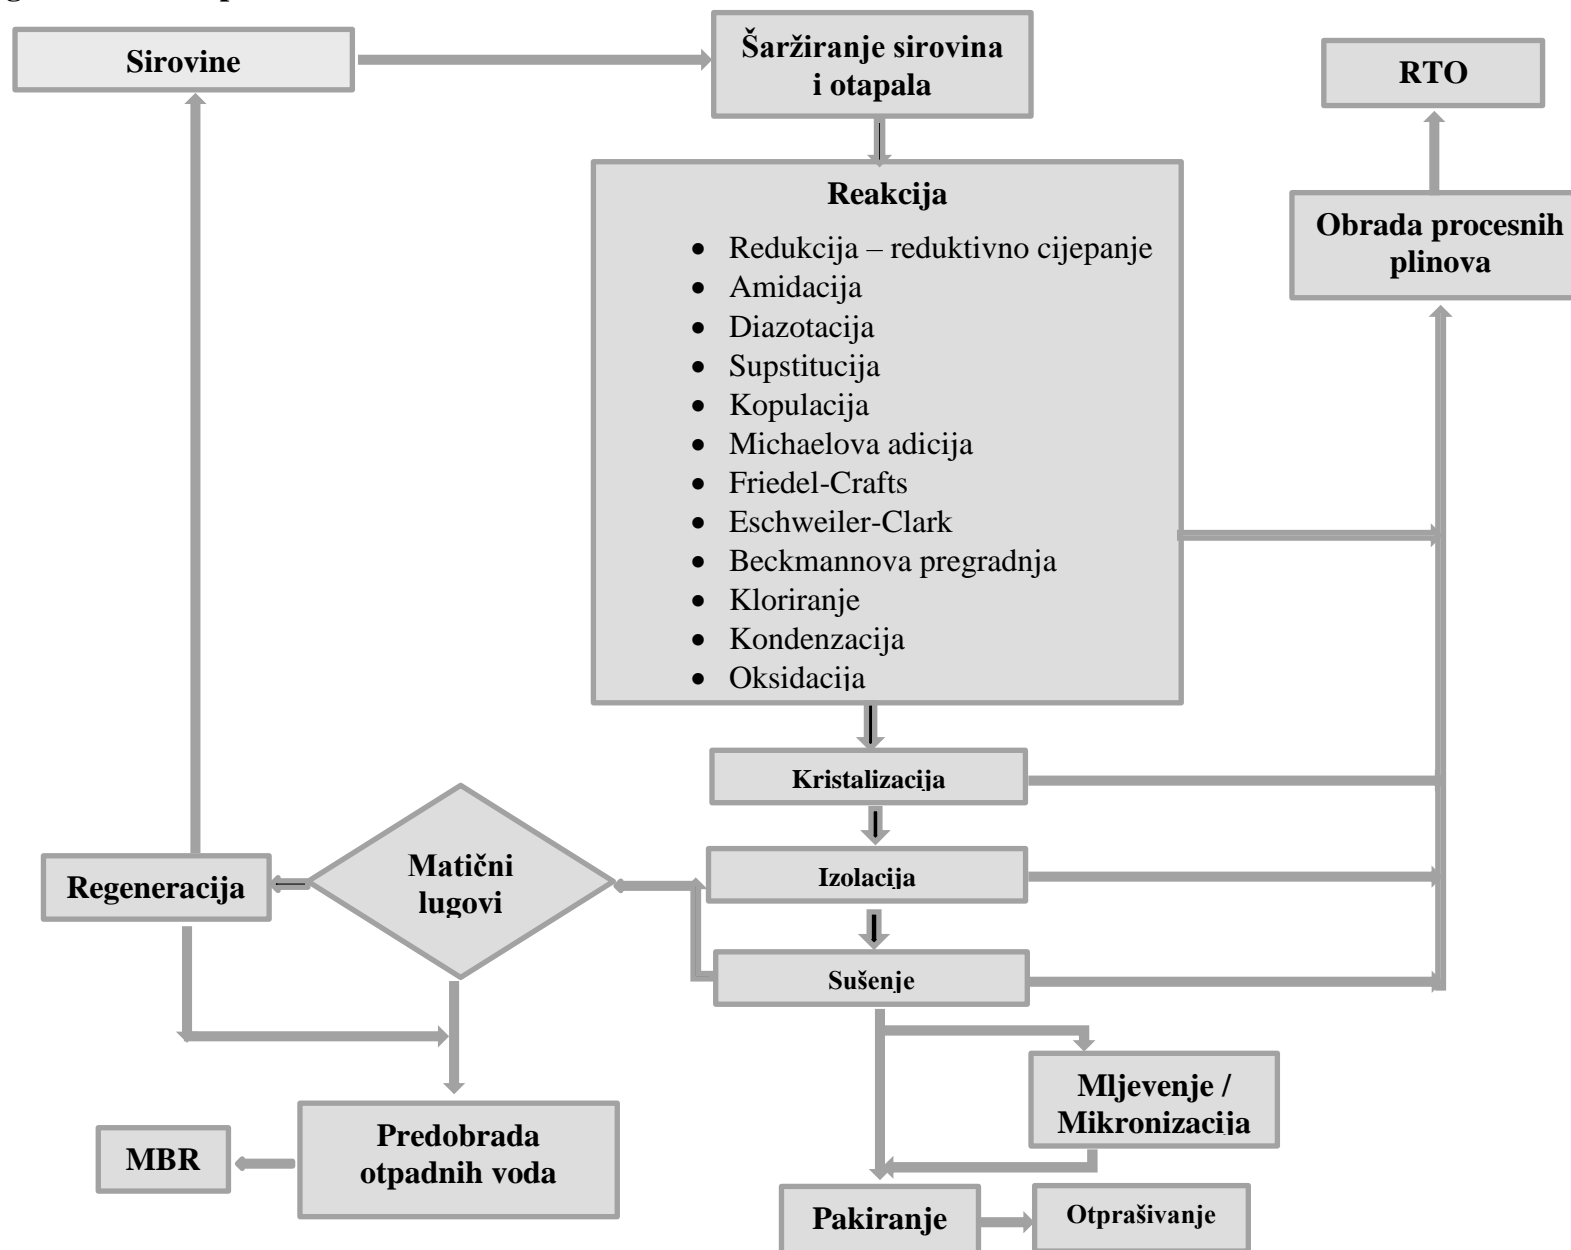 Sirovine
Šaržiranje sirovina
i otapala
RTO
Reakcija
• Redukcija – reduktivno cijepanje
• Amidacija
• Diazotacija
• Supstitucija
• Kopulacija
• Michaelova adicija
• Friedel-Crafts
• Eschweiler-Clark
• Beckmannova pregradnja
• Kloriranje
• Kondenzacija
• Oksidacija
Obrada procesnih
plinova
Kristalizacija
Izolacija
Sušenje
Matični
lugovi
Regeneracija
Mljevenje /
Mikronizacija
Predobrada
otpadnih voda
MBR
Pakiranje
Otprašivanje